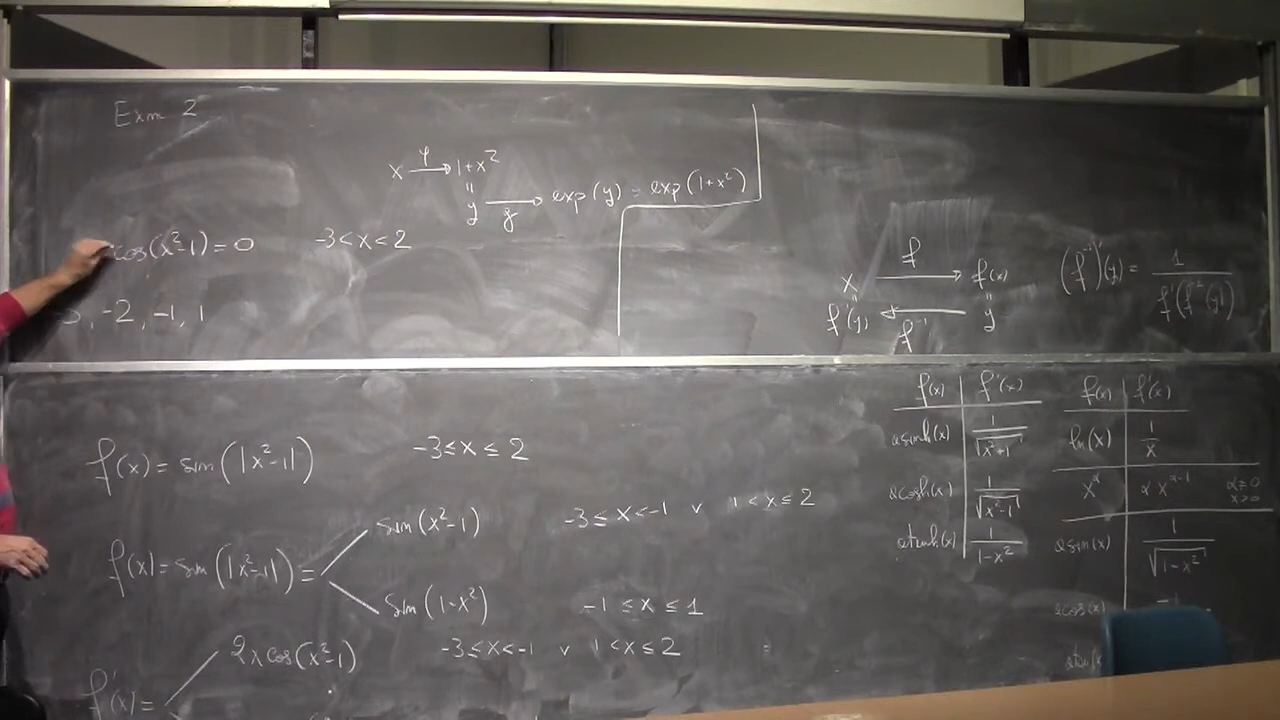 Exm 2
x →φ 1+x²
"
y →g exp(y) = exp(1+x²)
cos(x²-1)=0 -3<x<2
-2, -1, 1
x →f f(x)
" "
f⁻¹(y) ←f⁻¹ y
(f⁻¹)'(y) = 1/f'(f⁻¹(y))
f(x) = sin(|x²-1|) -3≤x≤2
f(x) = sin(|x²-1|) =
sin(x²-1) -3≤x<-1 ∨ 1<x≤2
sin(1-x²) -1≤x≤1
f'(x)=
2x cos(x²-1) -3≤x<-1 ∨ 1<x≤2
f(x) | f'(x)
asinh(x) | 1/√(x²+1)
acosh(x) | 1/√(x²-1)
atanh(x) | 1/(1-x²)
f(x) | f'(x)
ln(x) | 1/x
x^α | α x^(α-1) α≠0 x>0
asin(x) | 1/√(1-x²)
acos(x) | -1